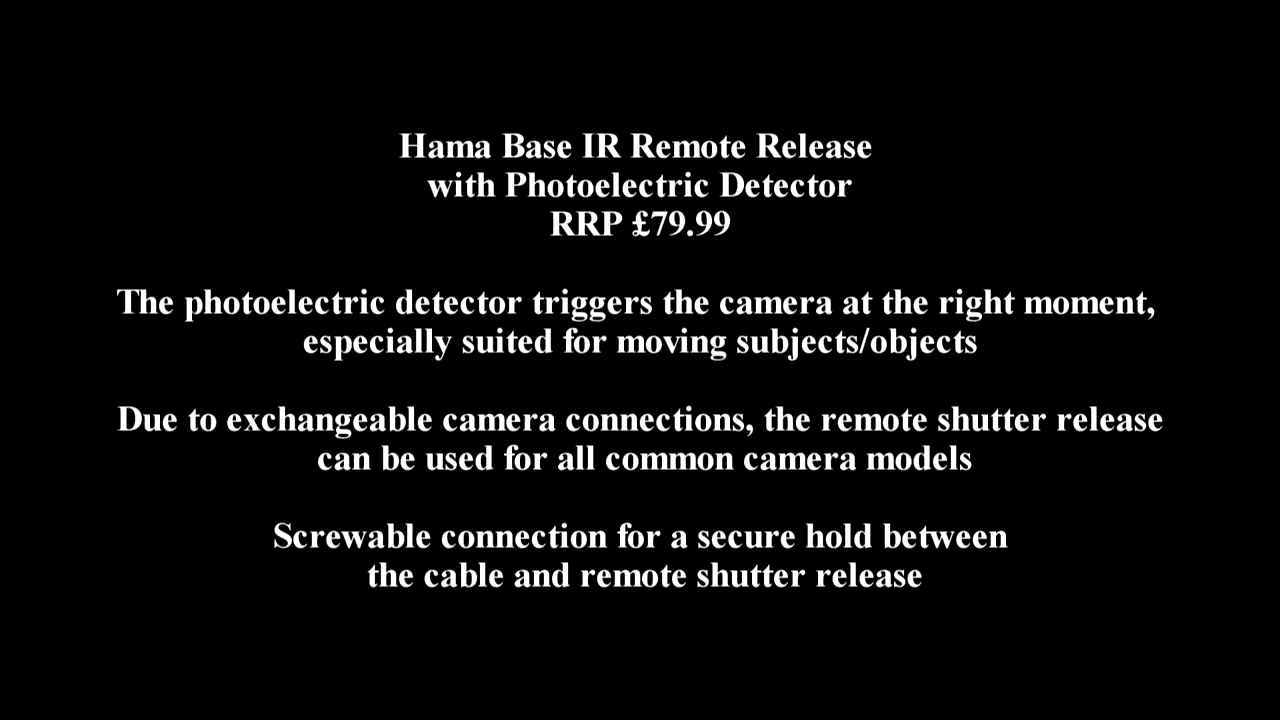 Hama Base IR Remote Release
with Photoelectric Detector
RRP £79.99
The photoelectric detector triggers the camera at the right moment,
especially suited for moving subjects/objects
Due to exchangeable camera connections, the remote shutter release
can be used for all common camera models
Screwable connection for a secure hold between
the cable and remote shutter release